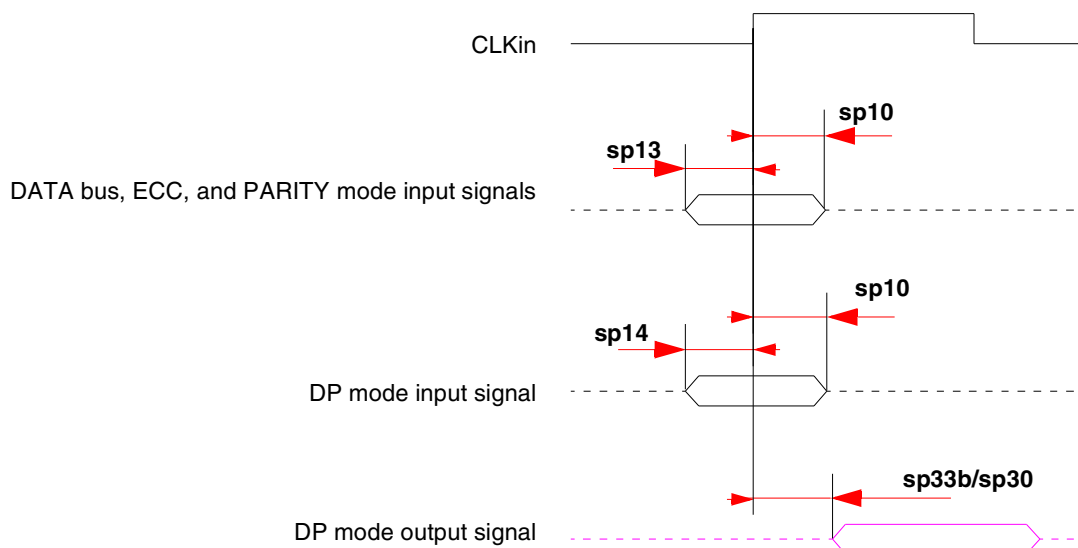 CLKin
sp10
sp13
DATA bus, ECC, and PARITY mode input signals
sp10
sp14
DP mode input signal
sp33b/sp30
DP mode output signal